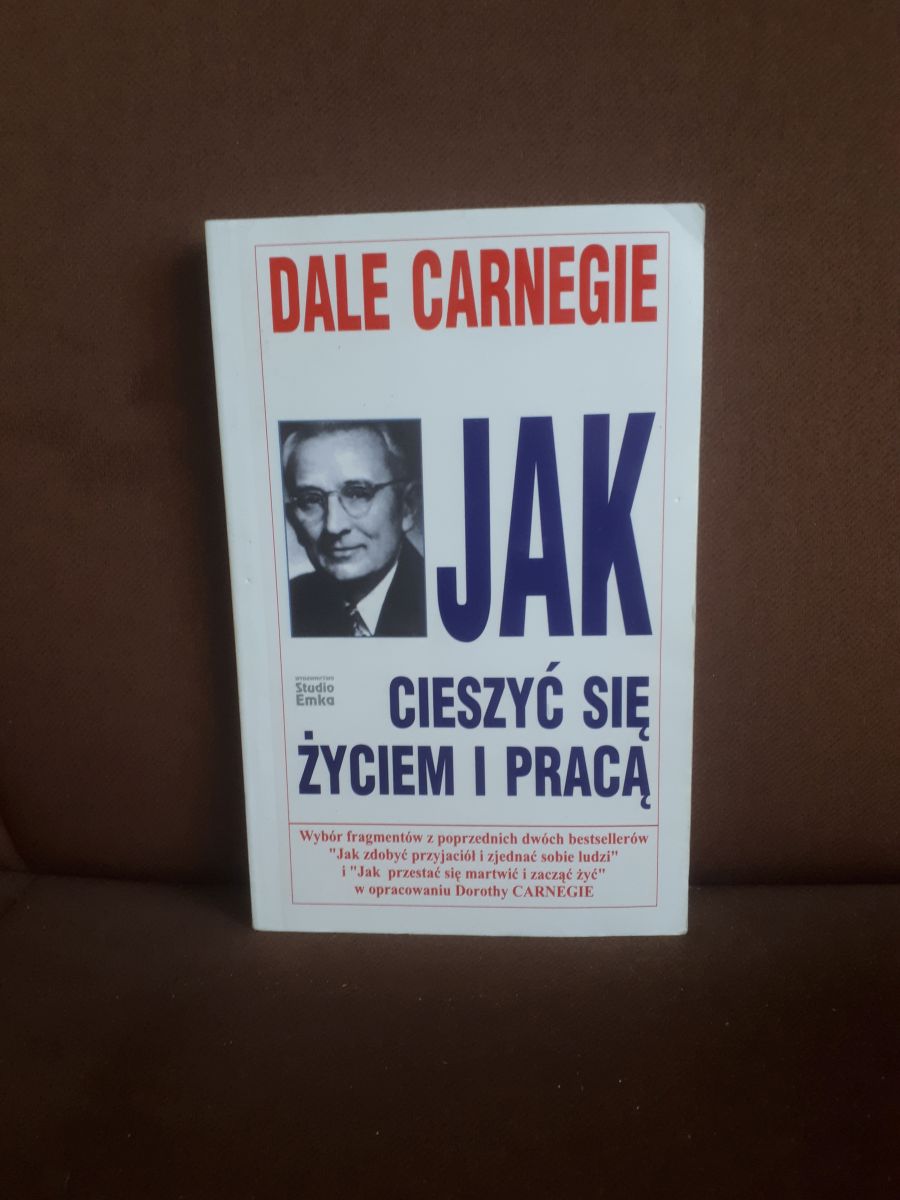 DALE CARNEGIE
JAK
WYDAWNICTWO
Studio
Emka
CIESZYĆ SIĘ
ŻYCIEM I PRACĄ
Wybór fragmentów z poprzednich dwóch bestsellerów
"Jak zdobyć przyjaciół i zjednać sobie ludzi"
i "Jak przestać się martwić i zacząć żyć"
w opracowaniu Dorothy CARNEGIE